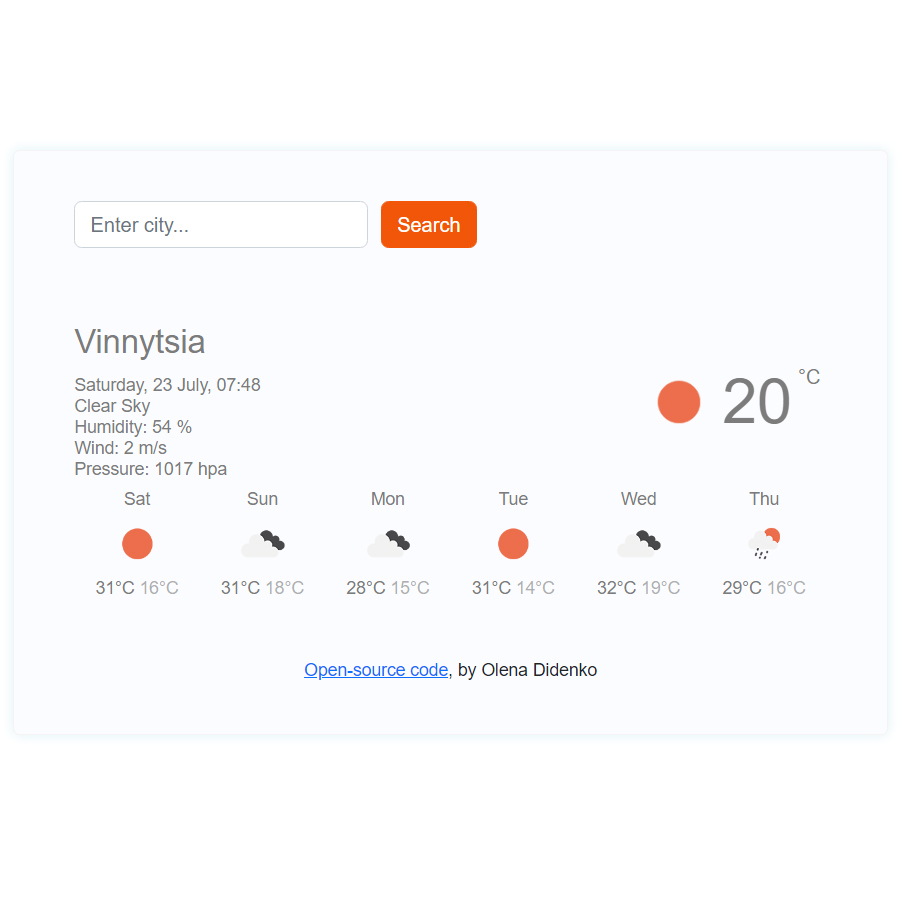 Enter city... Search
Vinnytsia
Saturday, 23 July, 07:48
Clear Sky
Humidity: 54 %
Wind: 2 m/s
Pressure: 1017 hpa
20 °C
Sat Sun Mon Tue Wed Thu
31°C 16°C 31°C 18°C 28°C 15°C 31°C 14°C 32°C 19°C 29°C 16°C
Open-source code, by Olena Didenko